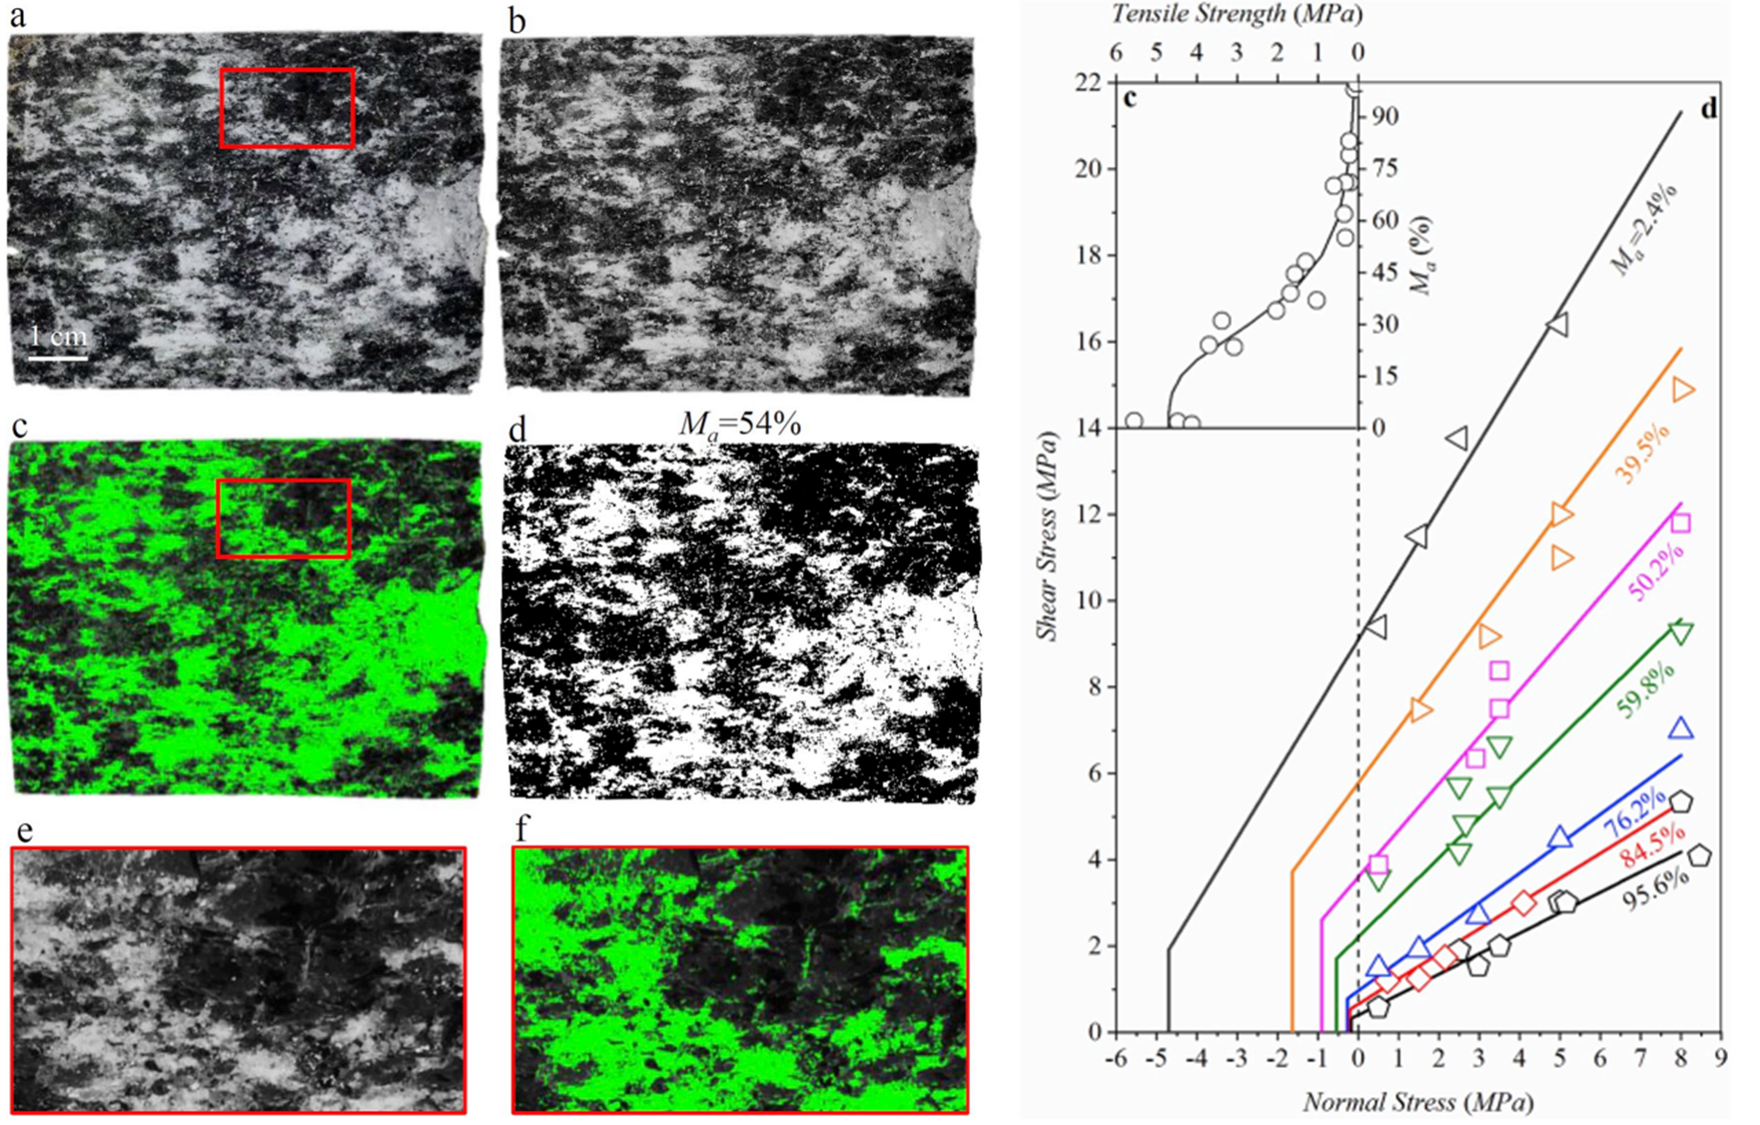 a
b
1 cm
c
d
Ma=54%
e
f
Tensile Strength (MPa)
6 5 4 3 2 1 0
c
d
22
20
18
16
14
12
10
8
6
4
2
0
90
75
60
45
30
15
0
Ma (%)
Shear Stress (MPa)
Ma=2.4%
39.5%
50.2%
59.8%
76.2%
84.5%
95.6%
-6 -5 -4 -3 -2 -1 0 1 2 3 4 5 6 7 8 9
Normal Stress (MPa)